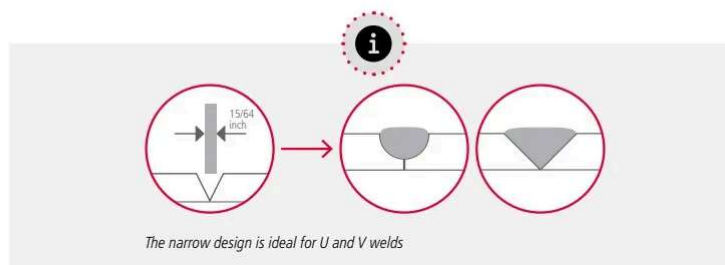 i
15/64
inch
The narrow design is ideal for U and V welds